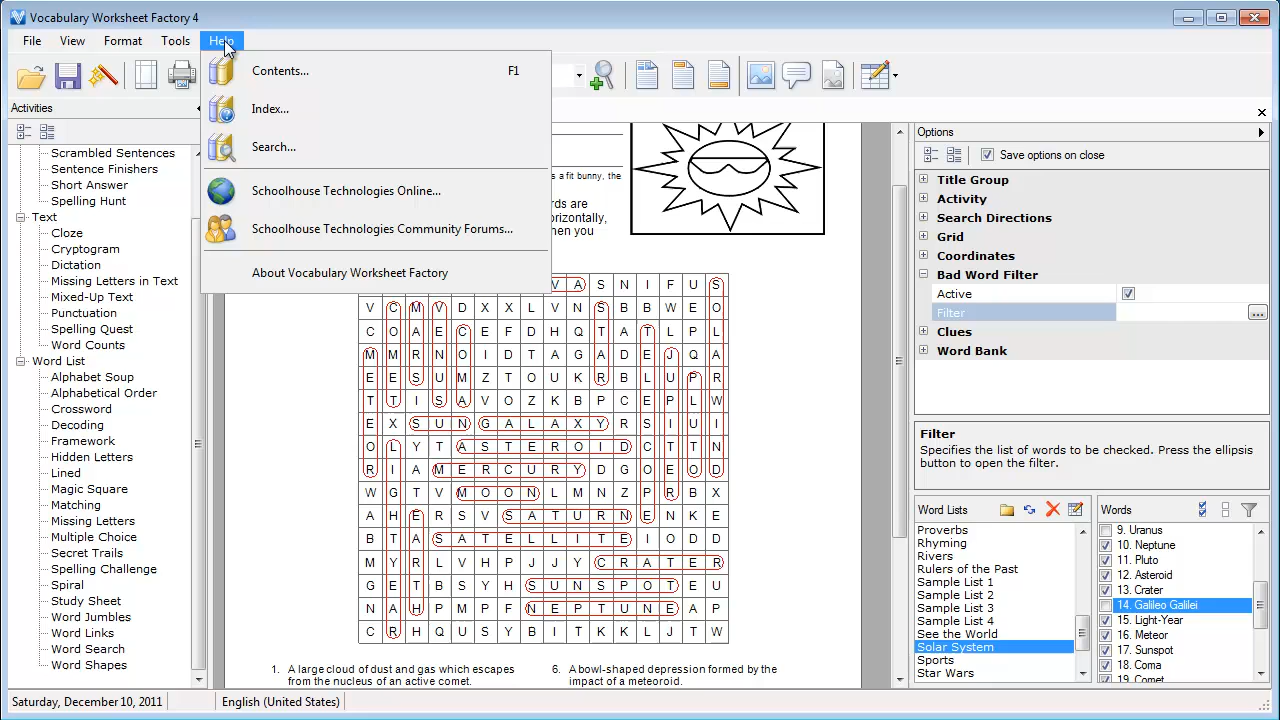 Vocabulary Worksheet Factory 4
File View Format Tools Help
Contents... F1
Index...
Search...
Schoolhouse Technologies Online...
Schoolhouse Technologies Community Forums...
About Vocabulary Worksheet Factory
Activities
Scrambled Sentences
Sentence Finishers
Short Answer
Spelling Hunt
Text
Cloze
Cryptogram
Dictation
Missing Letters in Text
Mixed-Up Text
Punctuation
Spelling Quest
Word Counts
Word List
Alphabet Soup
Alphabetical Order
Crossword
Decoding
Framework
Hidden Letters
Lined
Magic Square
Matching
Missing Letters
Multiple Choice
Secret Trails
Spelling Challenge
Spiral
Study Sheet
Word Jumbles
Word Links
Word Search
Word Shapes
s a fit bunny, the
rds are
orizontally,
hen you
V A S N I F U S
V C M V D X X L V N S B B W E O
C O A E C E F D H Q T A T L P L
M M R N O I D T A G A D E J Q A
E E S U M Z T O U K R B L U P R
T T I S A V O Z K B P C E P L W
E X S U N G A L A X Y R S I U I
O L Y T A S T E R O I D C T T N
R I A M E R C U R Y D G O E O D
W G T V M O O N L M N Z P R B X
A H E R S V S A T U R N E N K E
B T A S A T E L L I T E I O D D
M Y R L V H P J J Y C R A T E R
G E T B S Y H S U N S P O T E U
N A H P M P F N E P T U N E A P
C R H Q U S Y B I T K K L J T W
1. A large cloud of dust and gas which escapes
from the nucleus of an active comet.
6. A bowl-shaped depression formed by the
impact of a meteoroid.
Options
Save options on close
Title Group
Activity
Search Directions
Grid
Coordinates
Bad Word Filter
Active
Filter ...
Clues
Word Bank
Filter
Specifies the list of words to be checked. Press the ellipsis
button to open the filter.
Word Lists
Proverbs
Rhyming
Rivers
Rulers of the Past
Sample List 1
Sample List 2
Sample List 3
Sample List 4
See the World
Solar System
Sports
Star Wars
Words
9. Uranus
10. Neptune
11. Pluto
12. Asteroid
13. Crater
14. Galileo Galilei
15. Light-Year
16. Meteor
17. Sunspot
18. Coma
19. Comet
Saturday, December 10, 2011 English (United States)